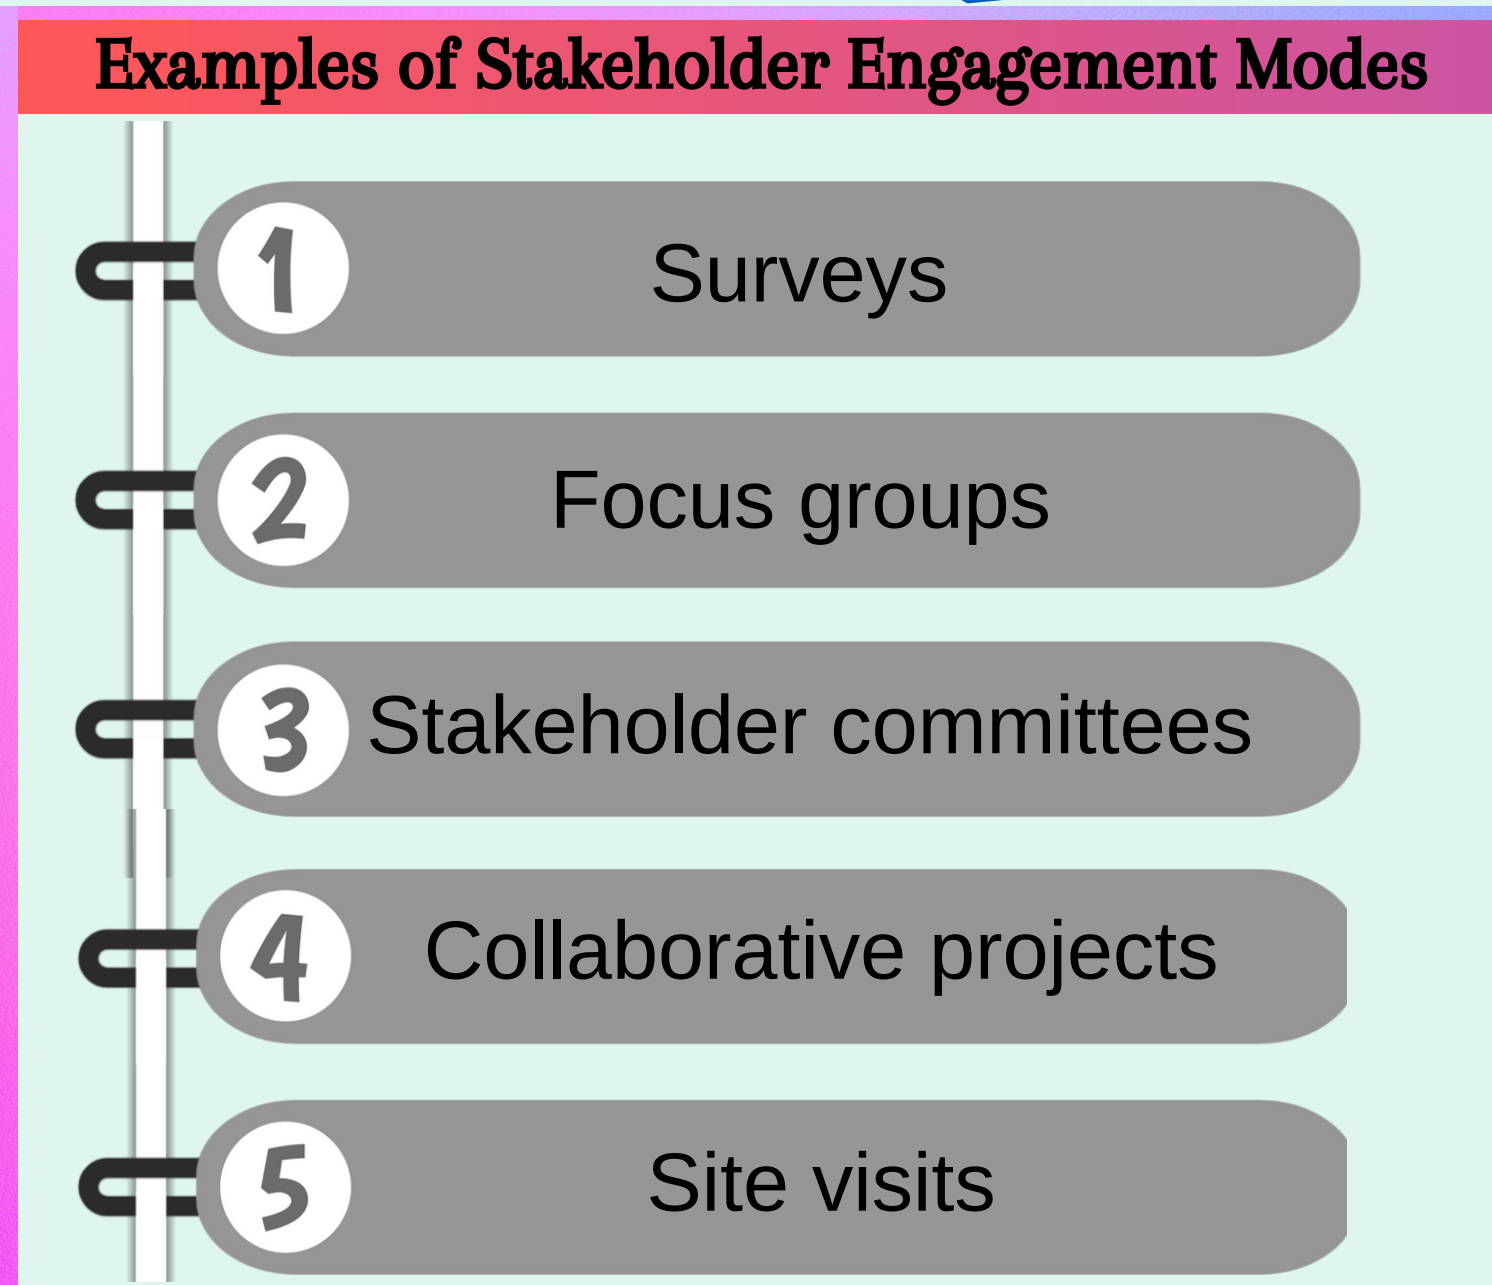 Examples of Stakeholder Engagement Modes
1 Surveys
2 Focus groups
3 Stakeholder committees
4 Collaborative projects
5 Site visits